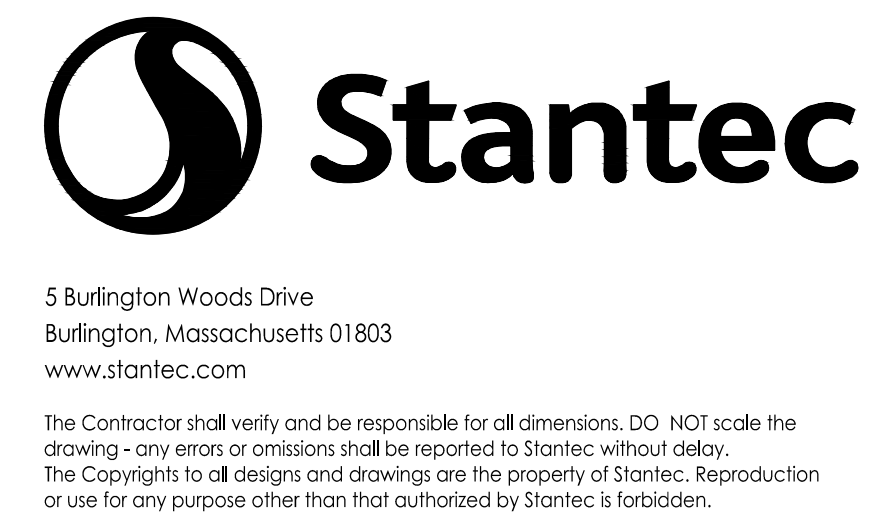 Stantec
5 Burlington Woods Drive
Burlington, Massachusetts 01803
www.stantec.com
The Contractor shall verify and be responsible for all dimensions. DO  NOT scale the
drawing - any errors or omissions shall be reported to Stantec without delay.
The Copyrights to all designs and drawings are the property of Stantec. Reproduction
or use for any purpose other than that authorized by Stantec is forbidden.